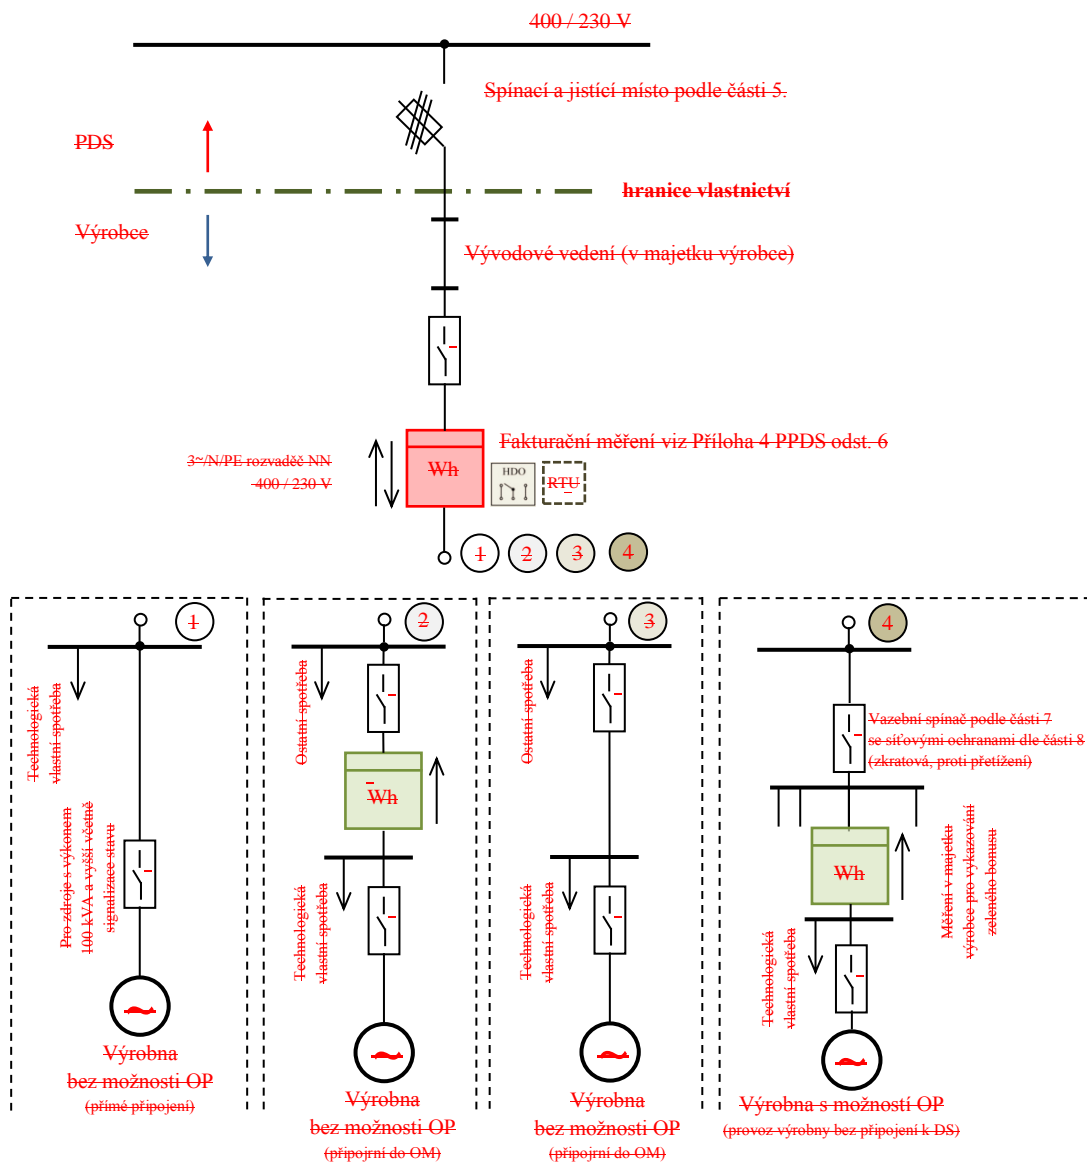 400 / 230 V
Spínací a jistící místo podle části 5.
PDS
hranice vlastnictví
Výrobce
Vývodové vedení (v majetku výrobce)
Fakturační měření viz Příloha 4 PPDS odst. 6
3~/N/PE rozvaděč NN
400 / 230 V
Wh
HDO
RTU
1
2
3
4
1
Technologická
vlastní spotřeba
Pro zdroje s výkonem
100 kVA a vyšší včetně
signalizace stavu
Výrobna
bez možnosti OP
(přímé připojení)
2
Ostatní spotřeba
Wh
Technologická
vlastní spotřeba
Výrobna
bez možnosti OP
(připojrní do OM)
3
Ostatní spotřeba
Technologická
vlastní spotřeba
Výrobna
bez možnosti OP
(připojrní do OM)
4
Vazební spínač podle části 7
se síťovými ochranami dle části 8
(zkratová, proti přetížení)
Wh
Měření v majetku
výrobce pro vykazování
zeleného bonusu
Technologická
vlastní spotřeba
Výrobna s možností OP
(provoz výrobny bez připojení k DS)